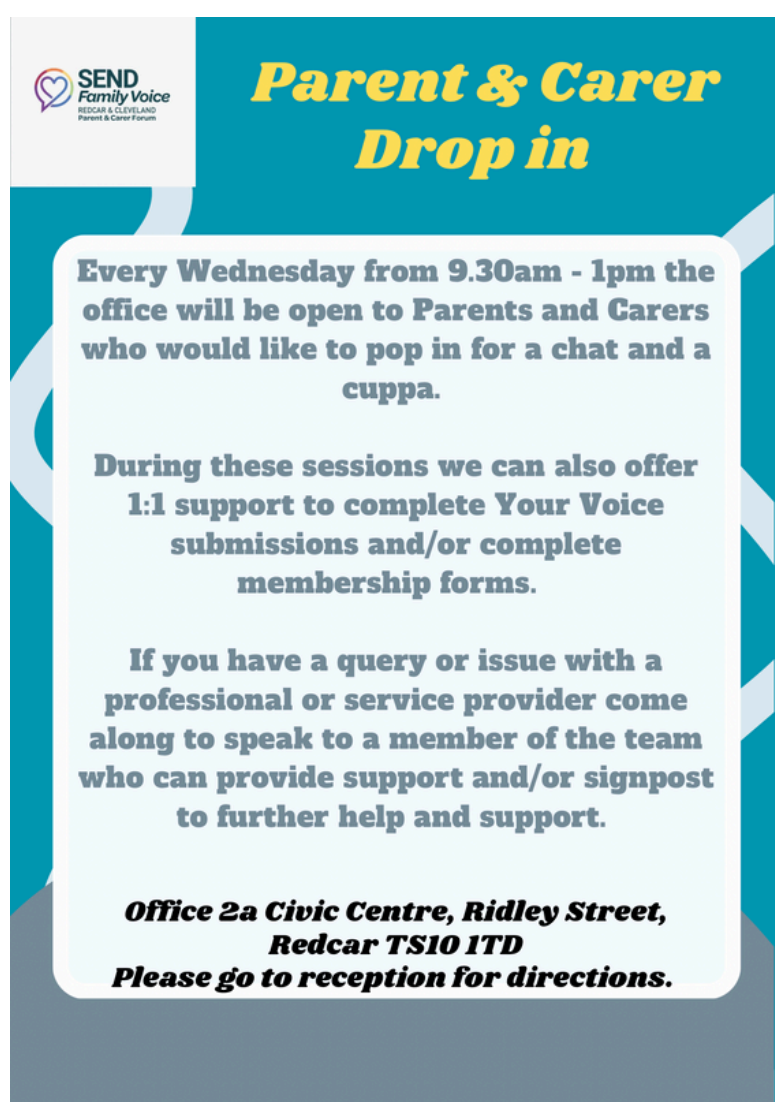 SEND
Family Voice
REDCAR & CLEVELAND
Parent & Carer Forum
Parent & Carer
Drop in
Every Wednesday from 9.30am - 1pm the
office will be open to Parents and Carers
who would like to pop in for a chat and a
cuppa.
During these sessions we can also offer
1:1 support to complete Your Voice
submissions and/or complete
membership forms.
If you have a query or issue with a
professional or service provider come
along to speak to a member of the team
who can provide support and/or signpost
to further help and support.
Office 2a Civic Centre, Ridley Street,
Redcar TS10 1TD
Please go to reception for directions.